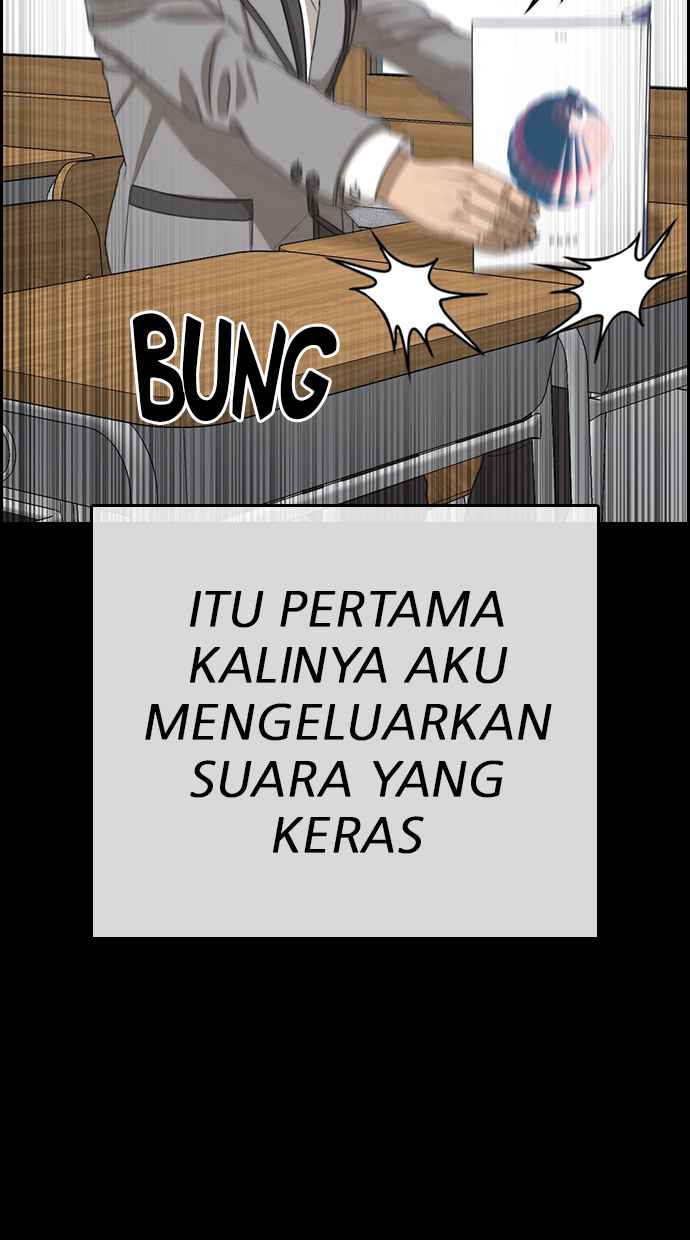 BUNG
ITU PERTAMA
KALINYA AKU
MENGELUARKAN
SUARA YANG
KERAS